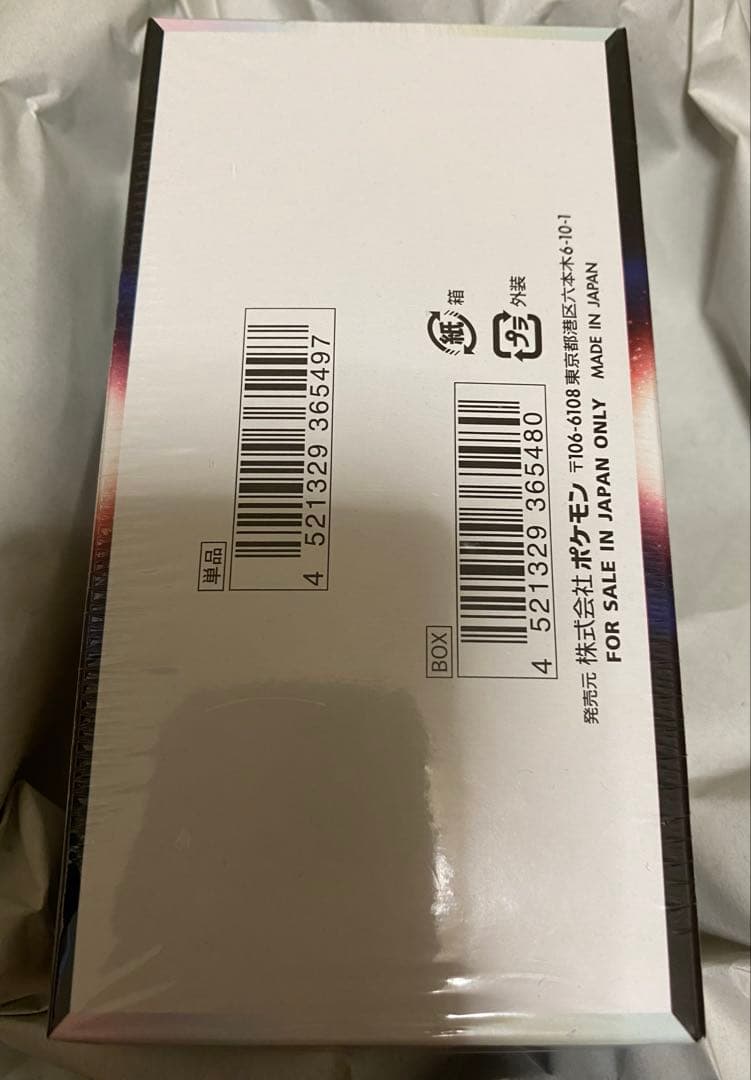 単品
4 521329 365497
紙 箱
プラ 外装
BOX
4 521329 365480
発売元 株式会社 ポケモン 〒106-6108 東京都港区六本木6-10-1
FOR SALE IN JAPAN ONLY MADE IN JAPAN